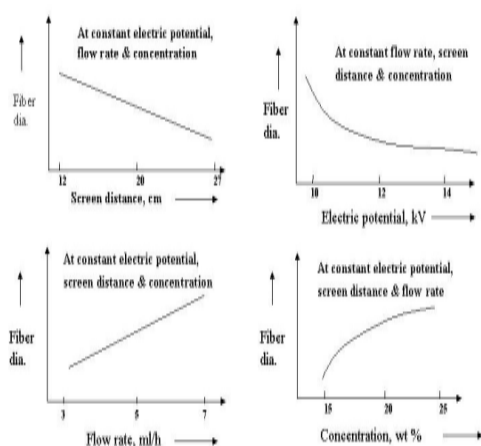 At constant electric potential,
flow rate & concentration
Fiber
dia.
12 20 27
Screen distance, cm
At constant flow rate, screen
distance & concentration
Fiber
dia.
10 12 14
Electric potential, kV
At constant electric potential,
screen distance & concentration
Fiber
dia.
3 5 7
Flow rate, ml/h
At constant electric potential,
screen distance & flow rate
Fiber
dia.
15 20 25
Concentration, wt %